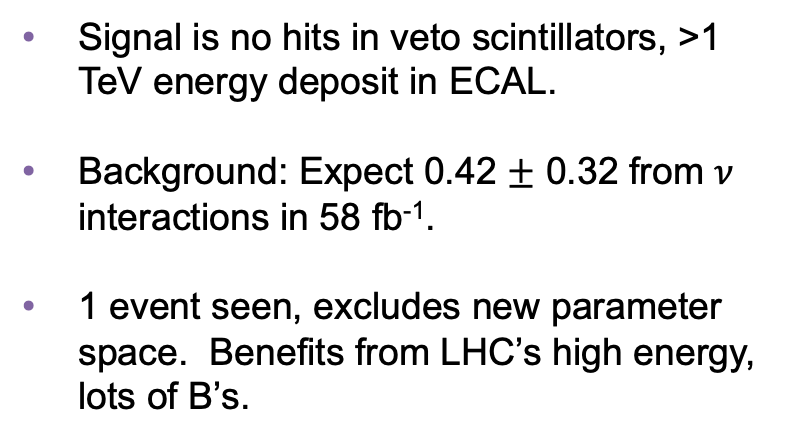 • Signal is no hits in veto scintillators, >1
TeV energy deposit in ECAL.
• Background: Expect 0.42 ± 0.32 from ν
interactions in 58 fb⁻¹.
• 1 event seen, excludes new parameter
space.  Benefits from LHC’s high energy,
lots of B’s.